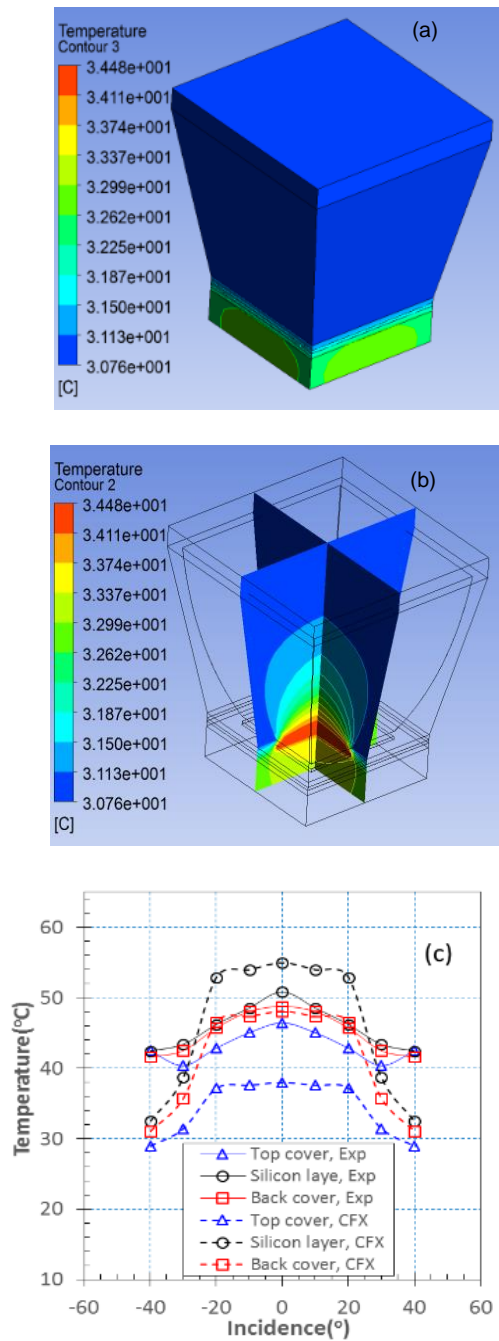 (a)
Temperature
Contour 3
3.448e+001
3.411e+001
3.374e+001
3.337e+001
3.299e+001
3.262e+001
3.225e+001
3.187e+001
3.150e+001
3.113e+001
3.076e+001
[C]
(b)
Temperature
Contour 2
3.448e+001
3.411e+001
3.374e+001
3.337e+001
3.299e+001
3.262e+001
3.225e+001
3.187e+001
3.150e+001
3.113e+001
3.076e+001
[C]
(c)
Temperature(°C)
60
50
40
30
20
10
Top cover, Exp
Silicon laye, Exp
Back cover, Exp
Top cover, CFX
Silicon layer, CFX
Back cover, CFX
-60 -40 -20 0 20 40 60
Incidence(°)